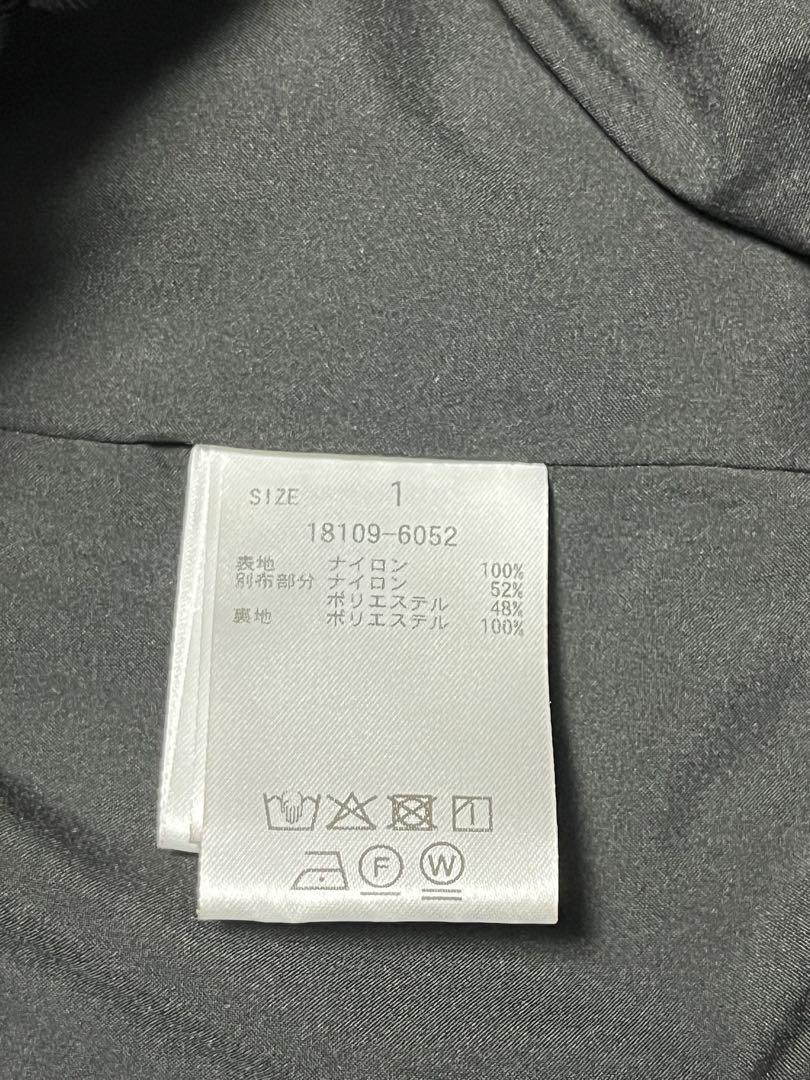 SIZE 1
18109-6052
表地 ナイロン 100%
別布部分 ナイロン 52%
ポリエステル 48%
裏地 ポリエステル 100%
F W